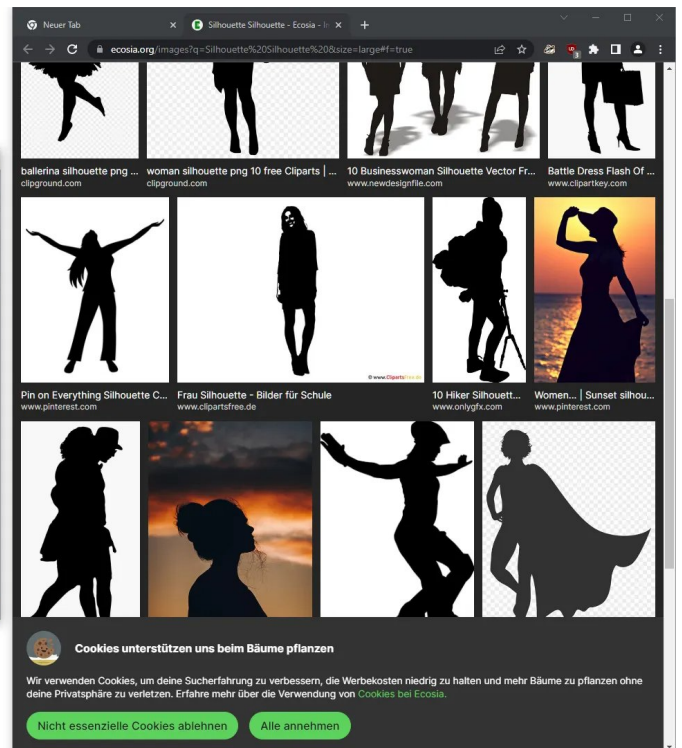 Neuer Tab
Silhouette Silhouette - Ecosia - In
ecosia.org/images?q=Silhouette%20Silhouette%20&size=large#f=true
ballerina silhouette png ...
clipground.com
woman silhouette png 10 free Cliparts | ...
clipground.com
10 Businesswoman Silhouette Vector Fr...
www.newdesignfile.com
Battle Dress Flash Of ...
www.clipartkey.com
© www.ClipartsFree.de
Pin on Everything Silhouette C...
www.pinterest.com
Frau Silhouette - Bilder für Schule
www.clipartsfree.de
10 Hiker Silhouett...
www.onlygfx.com
Women... | Sunset silhou...
www.pinterest.com
Cookies unterstützen uns beim Bäume pflanzen
Wir verwenden Cookies, um deine Sucherfahrung zu verbessern, die Werbekosten niedrig zu halten und mehr Bäume zu pflanzen ohne
deine Privatsphäre zu verletzen. Erfahre mehr über die Verwendung von Cookies bei Ecosia.
Nicht essenzielle Cookies ablehnen
Alle annehmen